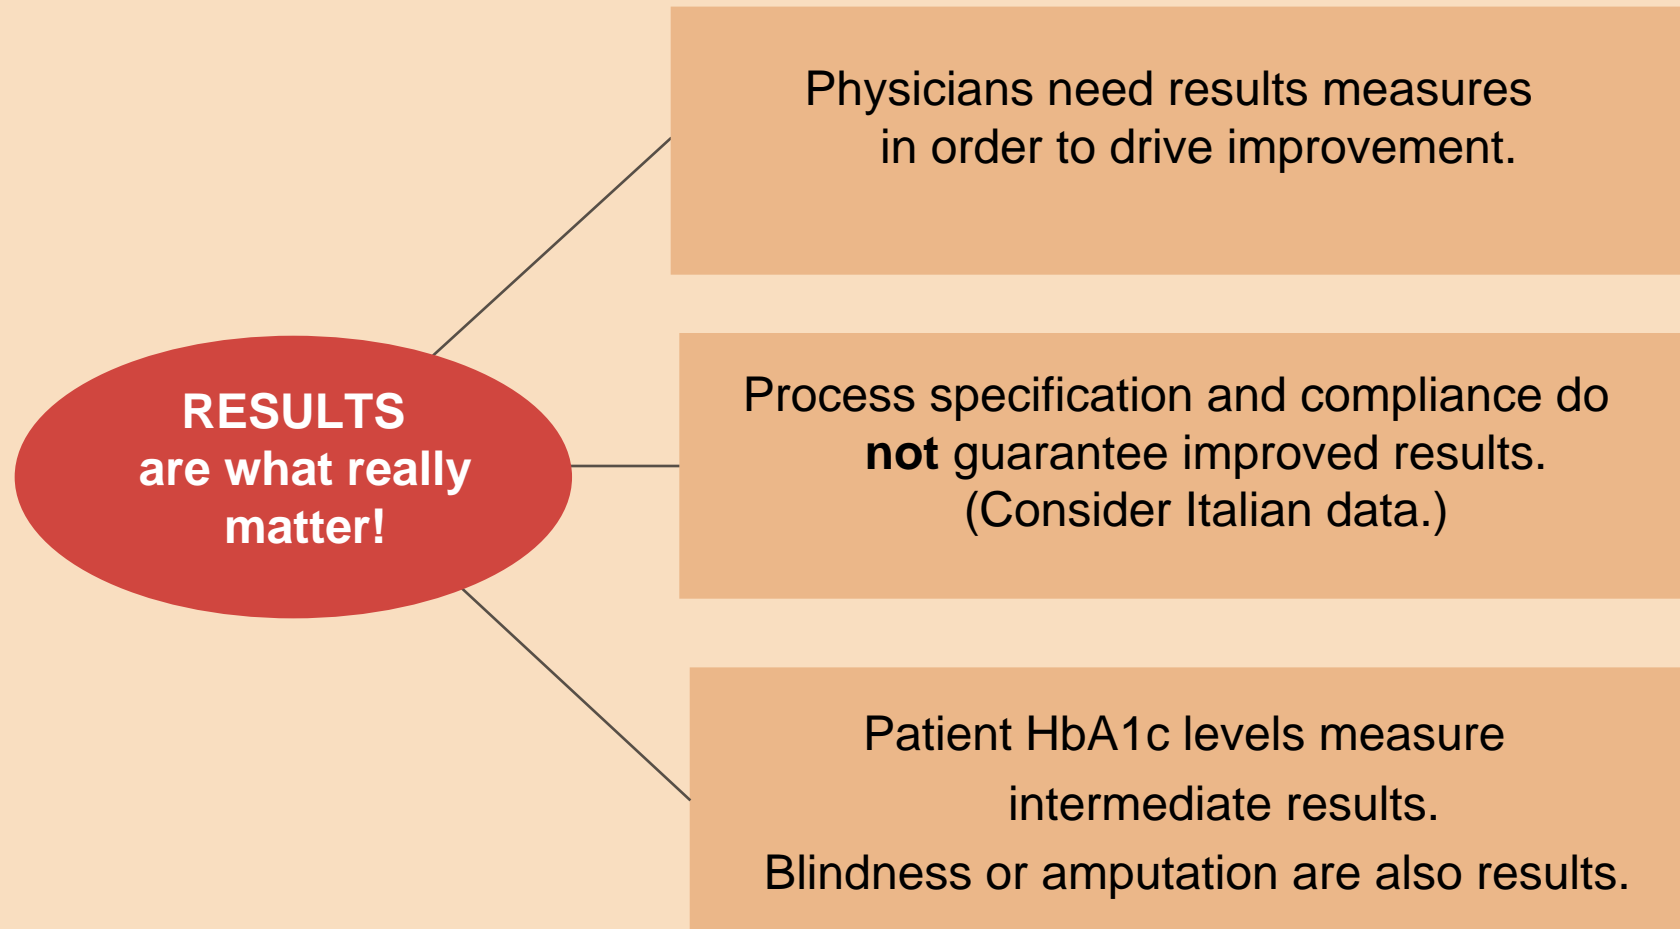 Physicians need results measures
in order to drive improvement.
RESULTS
are what really
matter!
Process specification and compliance do
not guarantee improved results.
(Consider Italian data.)
Patient HbA1c levels measure
intermediate results.
Blindness or amputation are also results.